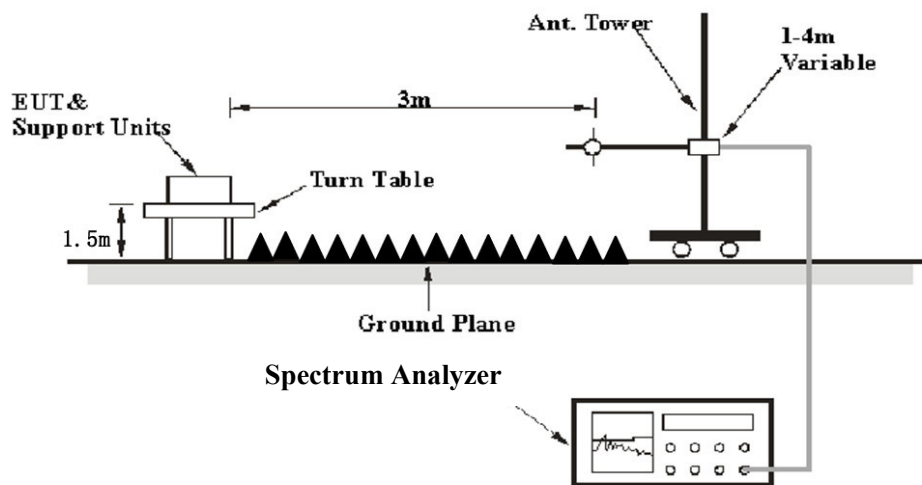 Ant. Tower
1-4m
Variable
3m
EUT&
Support Units
Turn Table
1.5m
Ground Plane
Spectrum Analyzer